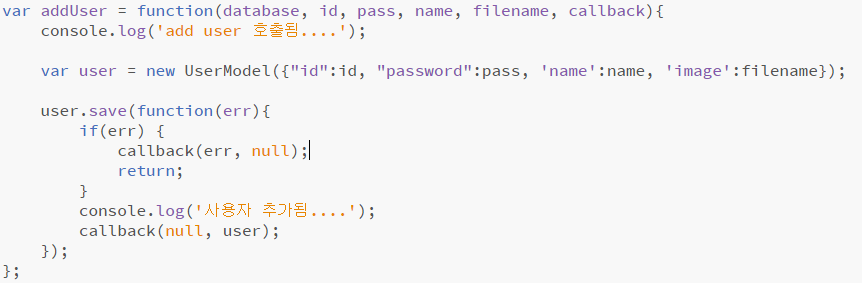 var addUser = function(database, id, pass, name, filename, callback){
    console.log('add user 호출됨....');
    var user = new UserModel({"id":id, "password":pass, 'name':name, 'image':filename});
    user.save(function(err){
        if(err) {
            callback(err, null);
            return;
        }
        console.log('사용자 추가됨....');
        callback(null, user);
    });
};